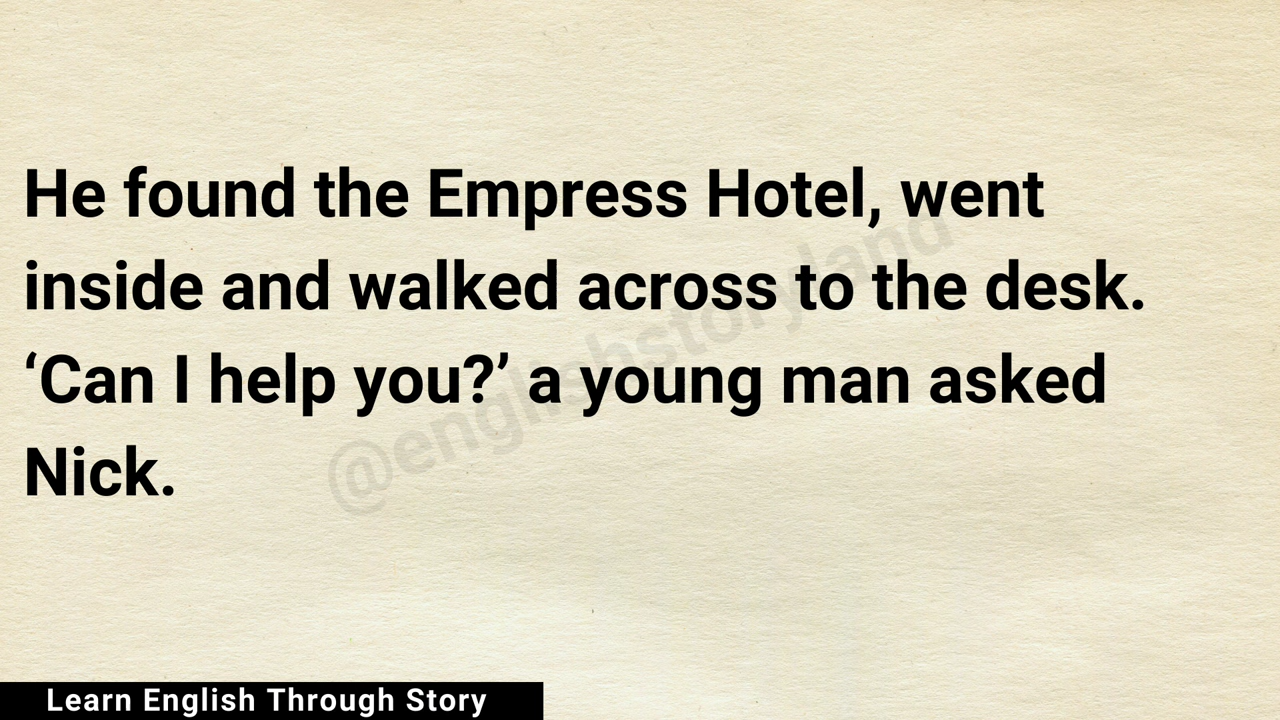 He found the Empress Hotel, went
inside and walked across to the desk.
‘Can I help you?’ a young man asked
Nick.
@englishstoryland
Learn English Through Story